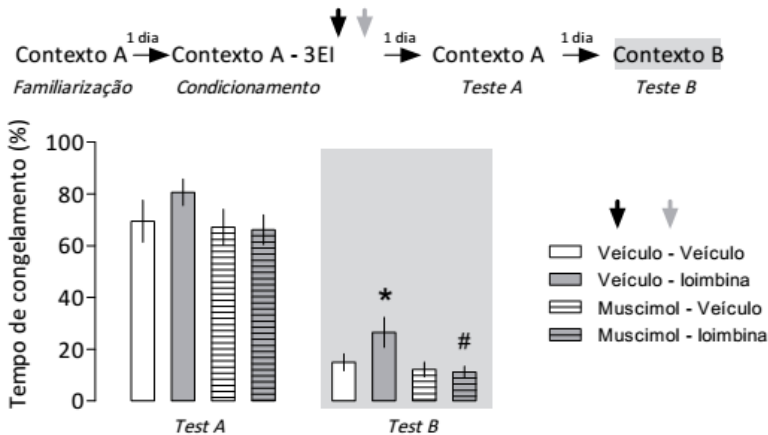 1 dia 1 dia 1 dia
Contexto A Contexto A - 3EI Contexto A Contexto B
Familiarização Condicionamento Teste A Teste B
Tempo de congelamento (%)
100
80
60
40
20
0
*
#
Test A Test B
Veículo - Veículo
Veículo - Ioimbina
Muscimol - Veículo
Muscimol - Ioimbina